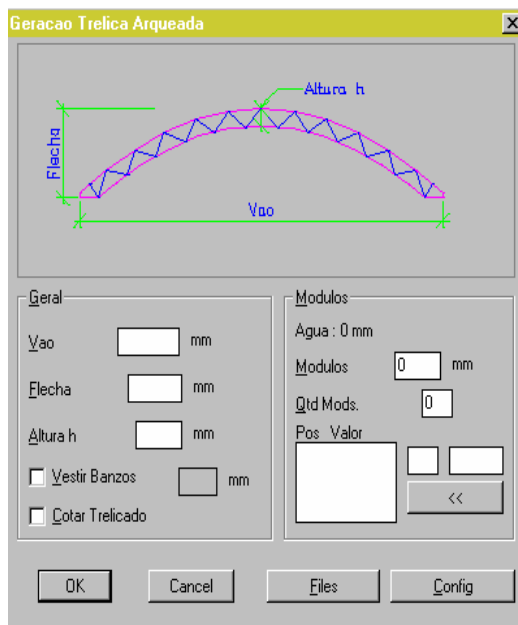 Geracao Trelica Arqueada
Altura h
Flecha
Vao
Geral
Vao mm
Flecha mm
Altura h mm
Vestir Banzos mm
Cotar Trelicado
Modulos
Agua : 0 mm
Modulos 0 mm
Qtd Mods. 0
Pos Valor
<<
OK Cancel Files Config